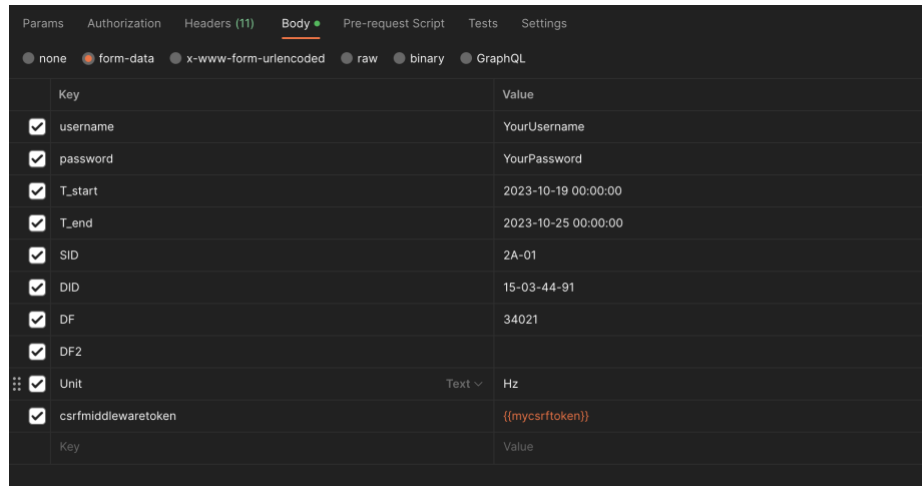 Params Authorization Headers (11) Body Pre-request Script Tests Settings
none form-data x-www-form-urlencoded raw binary GraphQL
Key Value
username YourUsername
password YourPassword
T_start 2023-10-19 00:00:00
T_end 2023-10-25 00:00:00
SID 2A-01
DID 15-03-44-91
DF 34021
DF2
Unit Text Hz
csrfmiddlewaretoken {{mycsrftoken}}
Key Value